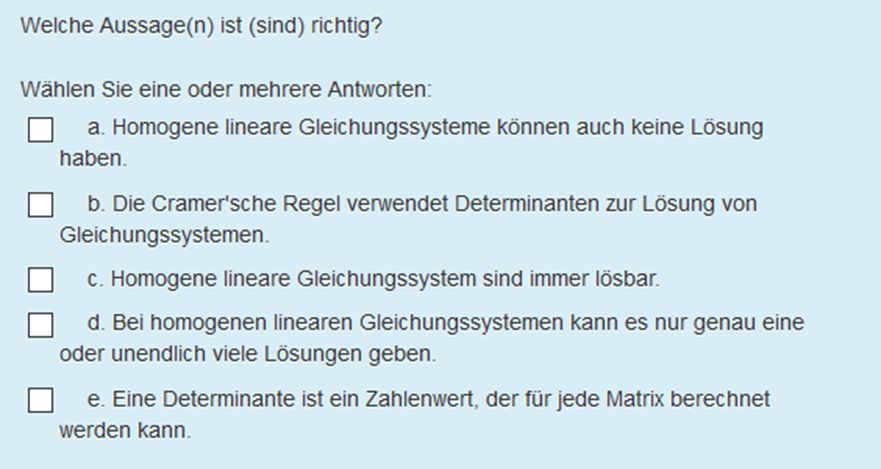 Welche Aussage(n) ist (sind) richtig?
Wählen Sie eine oder mehrere Antworten:
a. Homogene lineare Gleichungssysteme können auch keine Lösung
haben.
b. Die Cramer'sche Regel verwendet Determinanten zur Lösung von
Gleichungssystemen.
c. Homogene lineare Gleichungssystem sind immer lösbar.
d. Bei homogenen linearen Gleichungssystemen kann es nur genau eine
oder unendlich viele Lösungen geben.
e. Eine Determinante ist ein Zahlenwert, der für jede Matrix berechnet
werden kann.